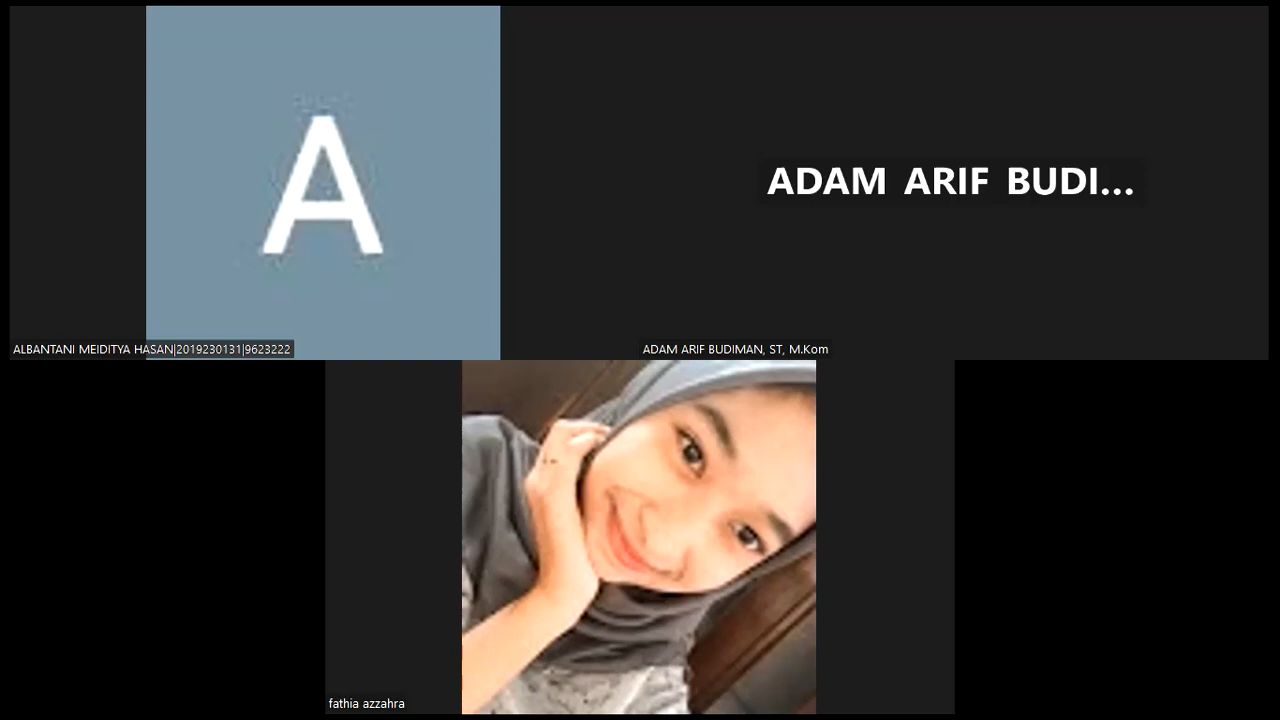 A
ADAM ARIF BUDI...
ALBANTANI MEIDITYA HASAN|2019230131|9623222
ADAM ARIF BUDIMAN, ST, M.Kom
fathia azzahra